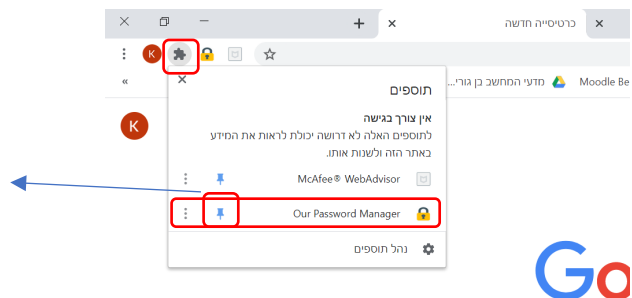 כרטיסייה חדשה
K
Moodle Be
מדעי המחשב בן גורי...
«
תוספים
אין צורך בגישה
לתוספים האלה לא דרושה יכולת לראות את המידע
באתר הזה ולשנות אותו.
K
McAfee® WebAdvisor
Our Password Manager
נהל תוספים
Go